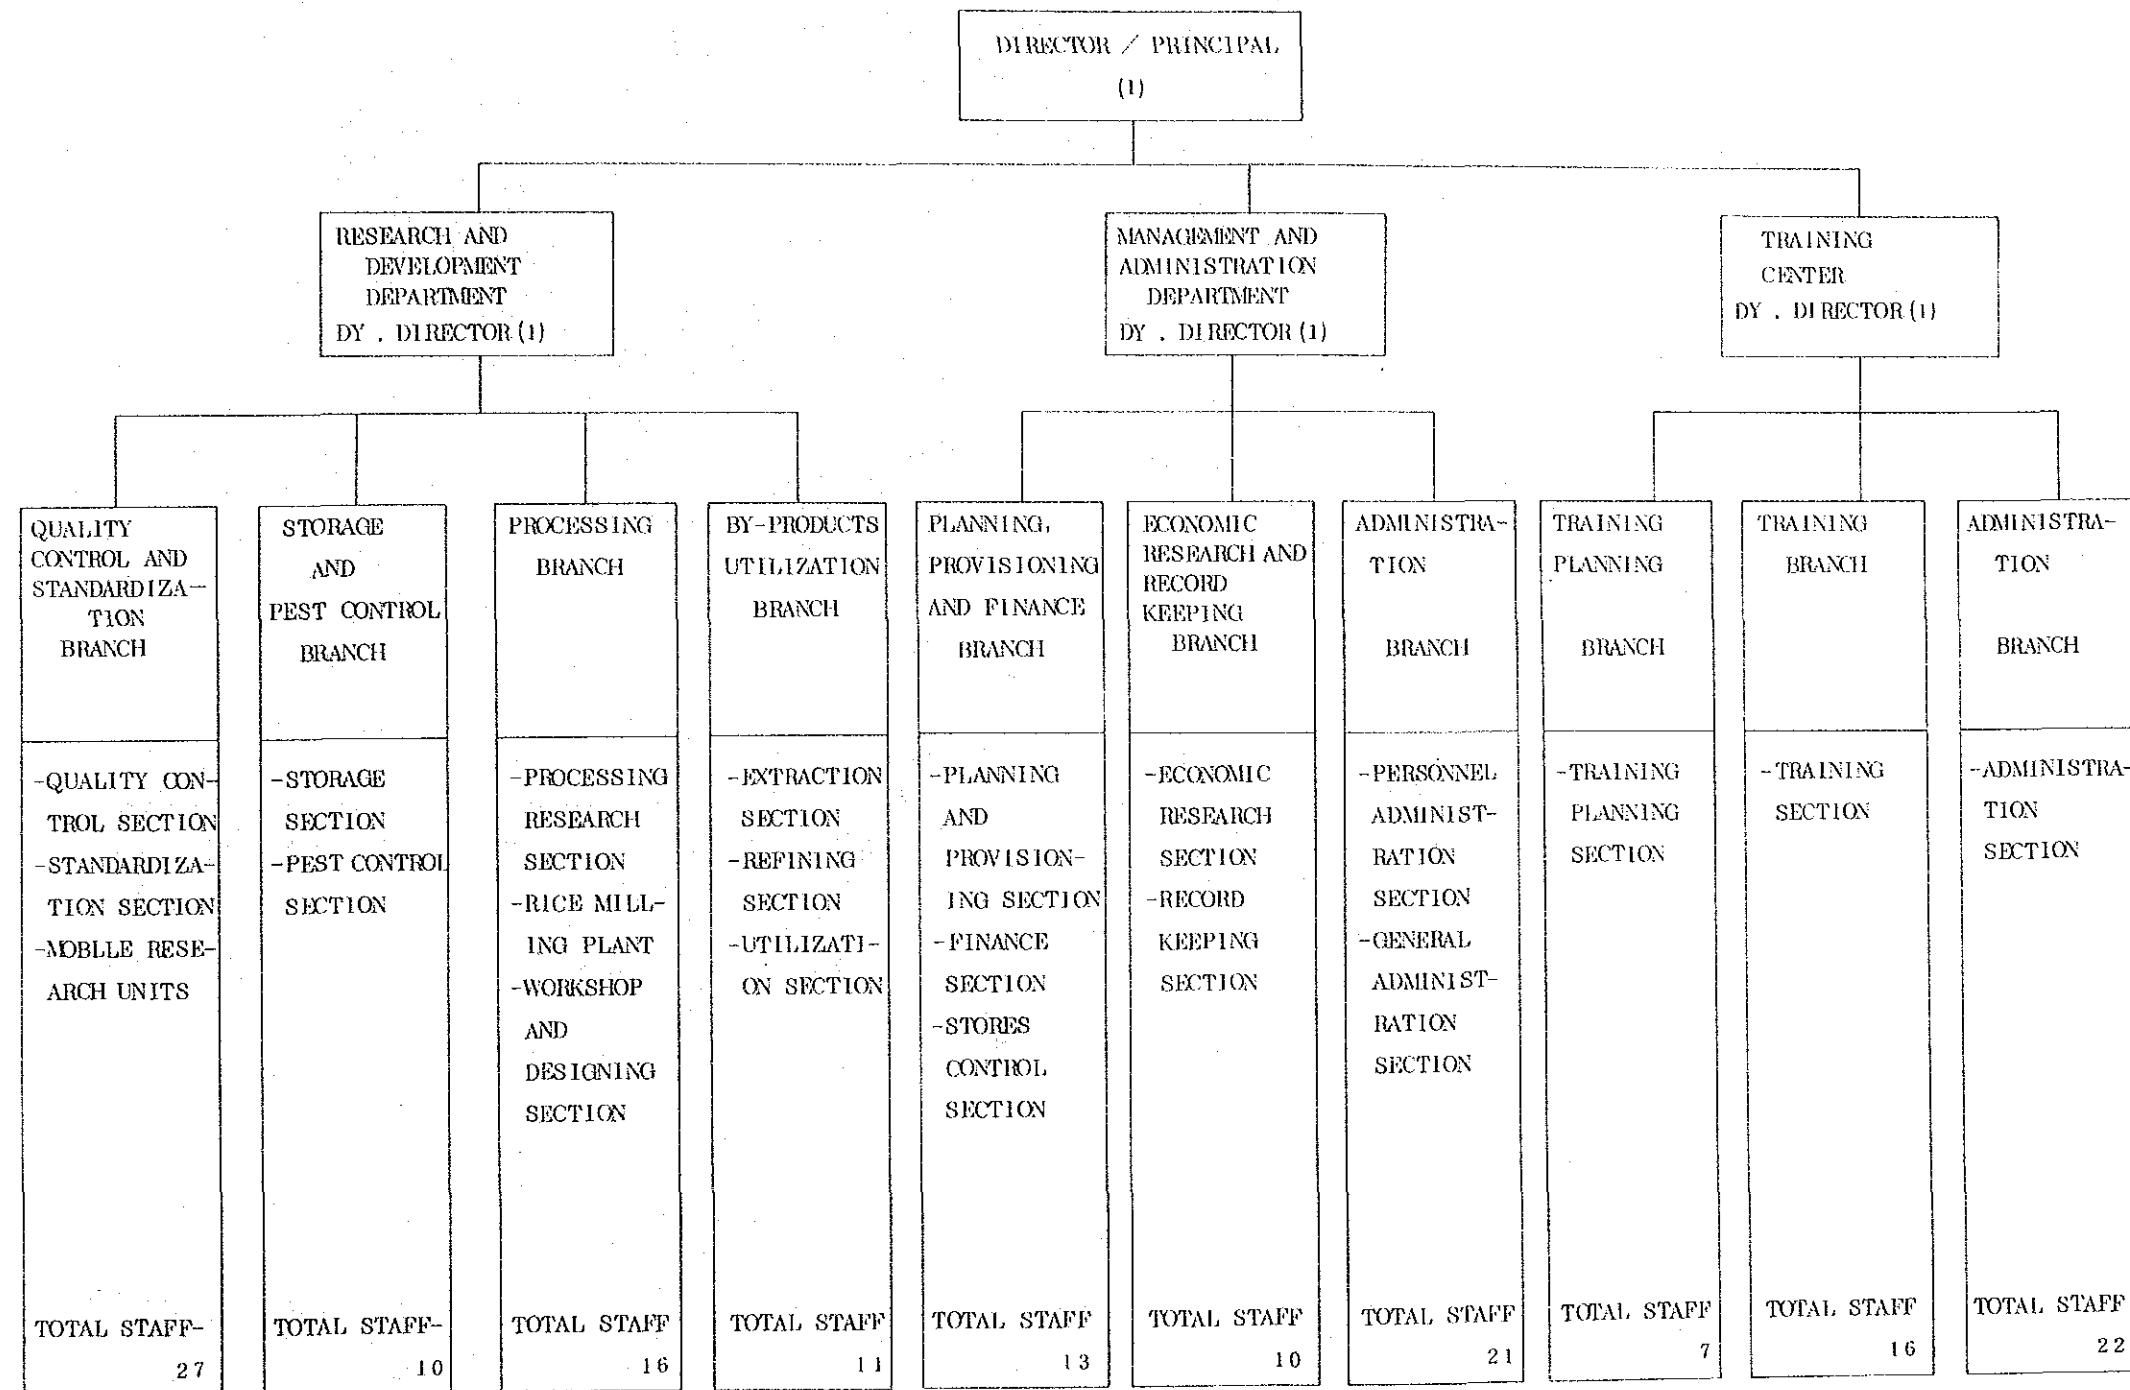 DIRECTOR / PRINCIPAL
(1)
RESEARCH AND
DEVELOPMENT
DEPARTMENT
DY . DIRECTOR (1)
MANAGEMENT AND
ADMINISTRATION
DEPARTMENT
DY . DIRECTOR (1)
TRAINING
CENTER
DY . DIRECTOR (1)
QUALITY
CONTROL AND
STANDARDIZA-
TION
BRANCH
-QUALITY CON-
TROL SECTION
-STANDARDIZA-
TION SECTION
-MOBLLE RESE-
ARCH UNITS
TOTAL STAFF-
27
STORAGE
AND
PEST CONTROL
BRANCH
-STORAGE
SECTION
-PEST CONTROL
SECTION
TOTAL STAFF-
10
PROCESSING
BRANCH
-PROCESSING
RESEARCH
SECTION
-RICE MILL-
ING PLANT
-WORKSHOP
AND
DESIGNING
SECTION
TOTAL STAFF
16
BY-PRODUCTS
UTILIZATION
BRANCH
-EXTRACTION
SECTION
-REFINING
SECTION
-UTILIZATI-
ON SECTION
TOTAL STAFF
11
PLANNING,
PROVISIONING
AND FINANCE
BRANCH
-PLANNING
AND
PROVISION-
ING SECTION
-FINANCE
SECTION
-STORES
CONTROL
SECTION
TOTAL STAFF
13
ECONOMIC
RESEARCH AND
RECORD
KEEPING
BRANCH
-ECONOMIC
RESEARCH
SECTION
-RECORD
KEEPING
SECTION
TOTAL STAFF
10
ADMINISTRA-
TION
BRANCH
-PERSONNEL
ADMINIST-
RATION
SECTION
-GENERAL
ADMINIST-
RATION
SECTION
TOTAL STAFF
21
TRAINING
PLANNING
BRANCH
-TRAINING
PLANNING
SECTION
TOTAL STAFF
7
TRAINING
BRANCH
-TRAINING
SECTION
TOTAL STAFF
16
ADMINISTRA-
TION
BRANCH
-ADMINISTRA-
TION
SECTION
TOTAL STAFF
22